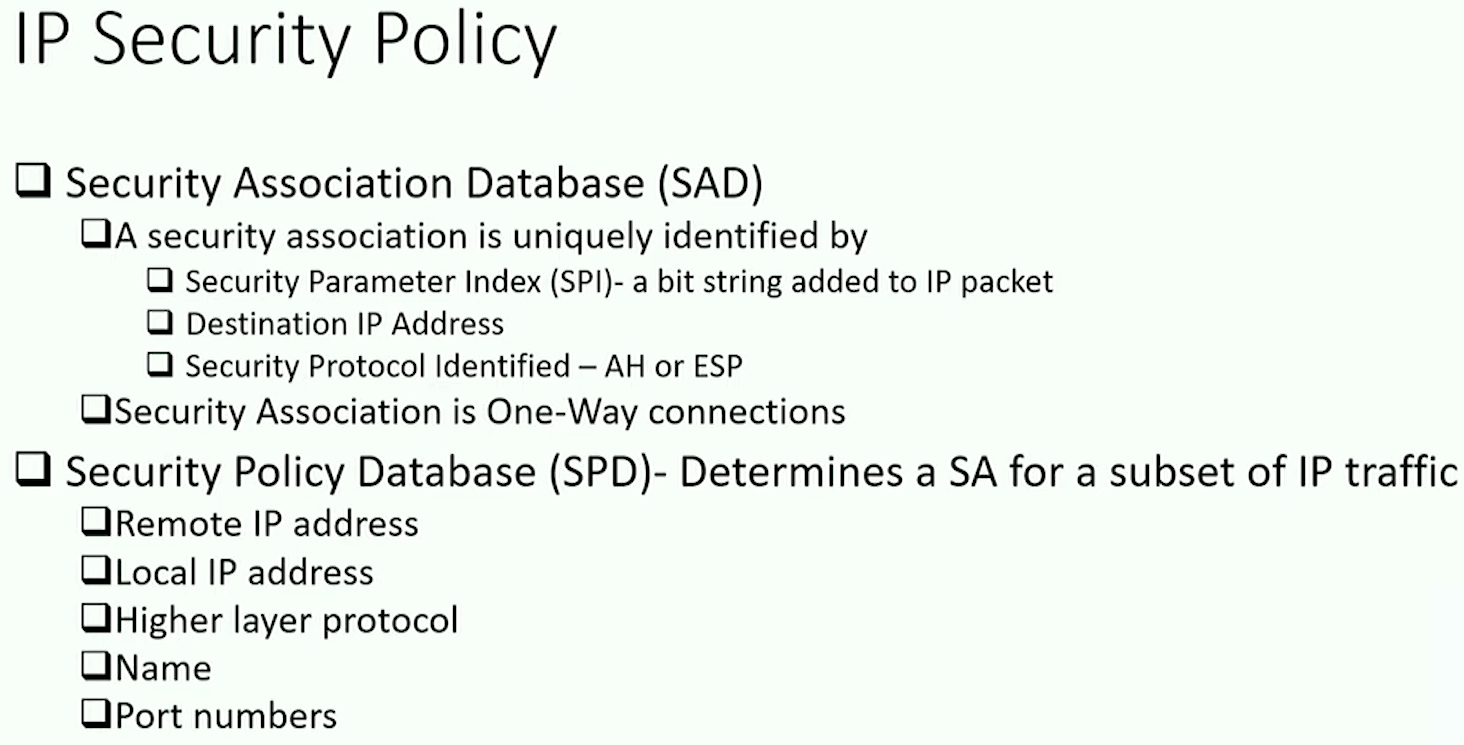 IP Security Policy
❑ Security Association Database (SAD)
❑A security association is uniquely identified by
❑ Security Parameter Index (SPI)- a bit string added to IP packet
❑ Destination IP Address
❑ Security Protocol Identified – AH or ESP
❑Security Association is One-Way connections
❑ Security Policy Database (SPD)- Determines a SA for a subset of IP traffic
❑Remote IP address
❑Local IP address
❑Higher layer protocol
❑Name
❑Port numbers